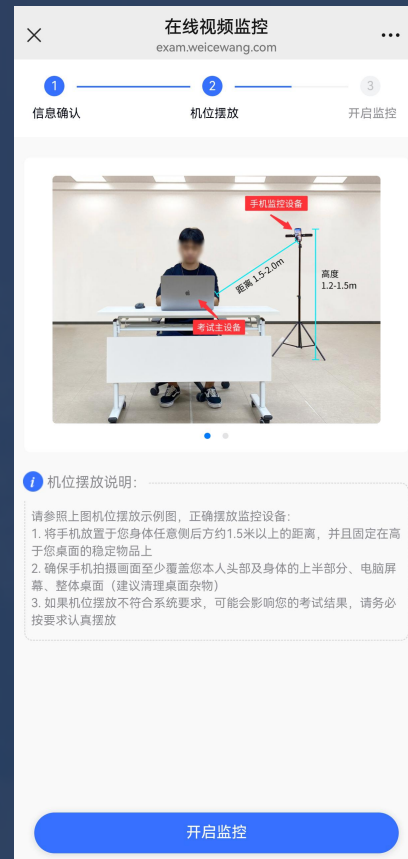 在线视频监控
exam.weicewang.com
1
2
3
信息确认
机位摆放
开启监控
手机监控设备
距离 1.5-2.0m
高度
1.2-1.5m
考试主设备
机位摆放说明：
请参照上图机位摆放示例图，正确摆放监控设备：
1. 将手机放置于您身体任意侧后方约1.5米以上的距离，并且固定在高
于您桌面的稳定物品上
2. 确保手机拍摄画面至少覆盖您本人头部及身体的上半部分、电脑屏
幕、整体桌面（建议清理桌面杂物）
3. 如果机位摆放不符合系统要求，可能会影响您的考试结果，请务必
按要求认真摆放
开启监控